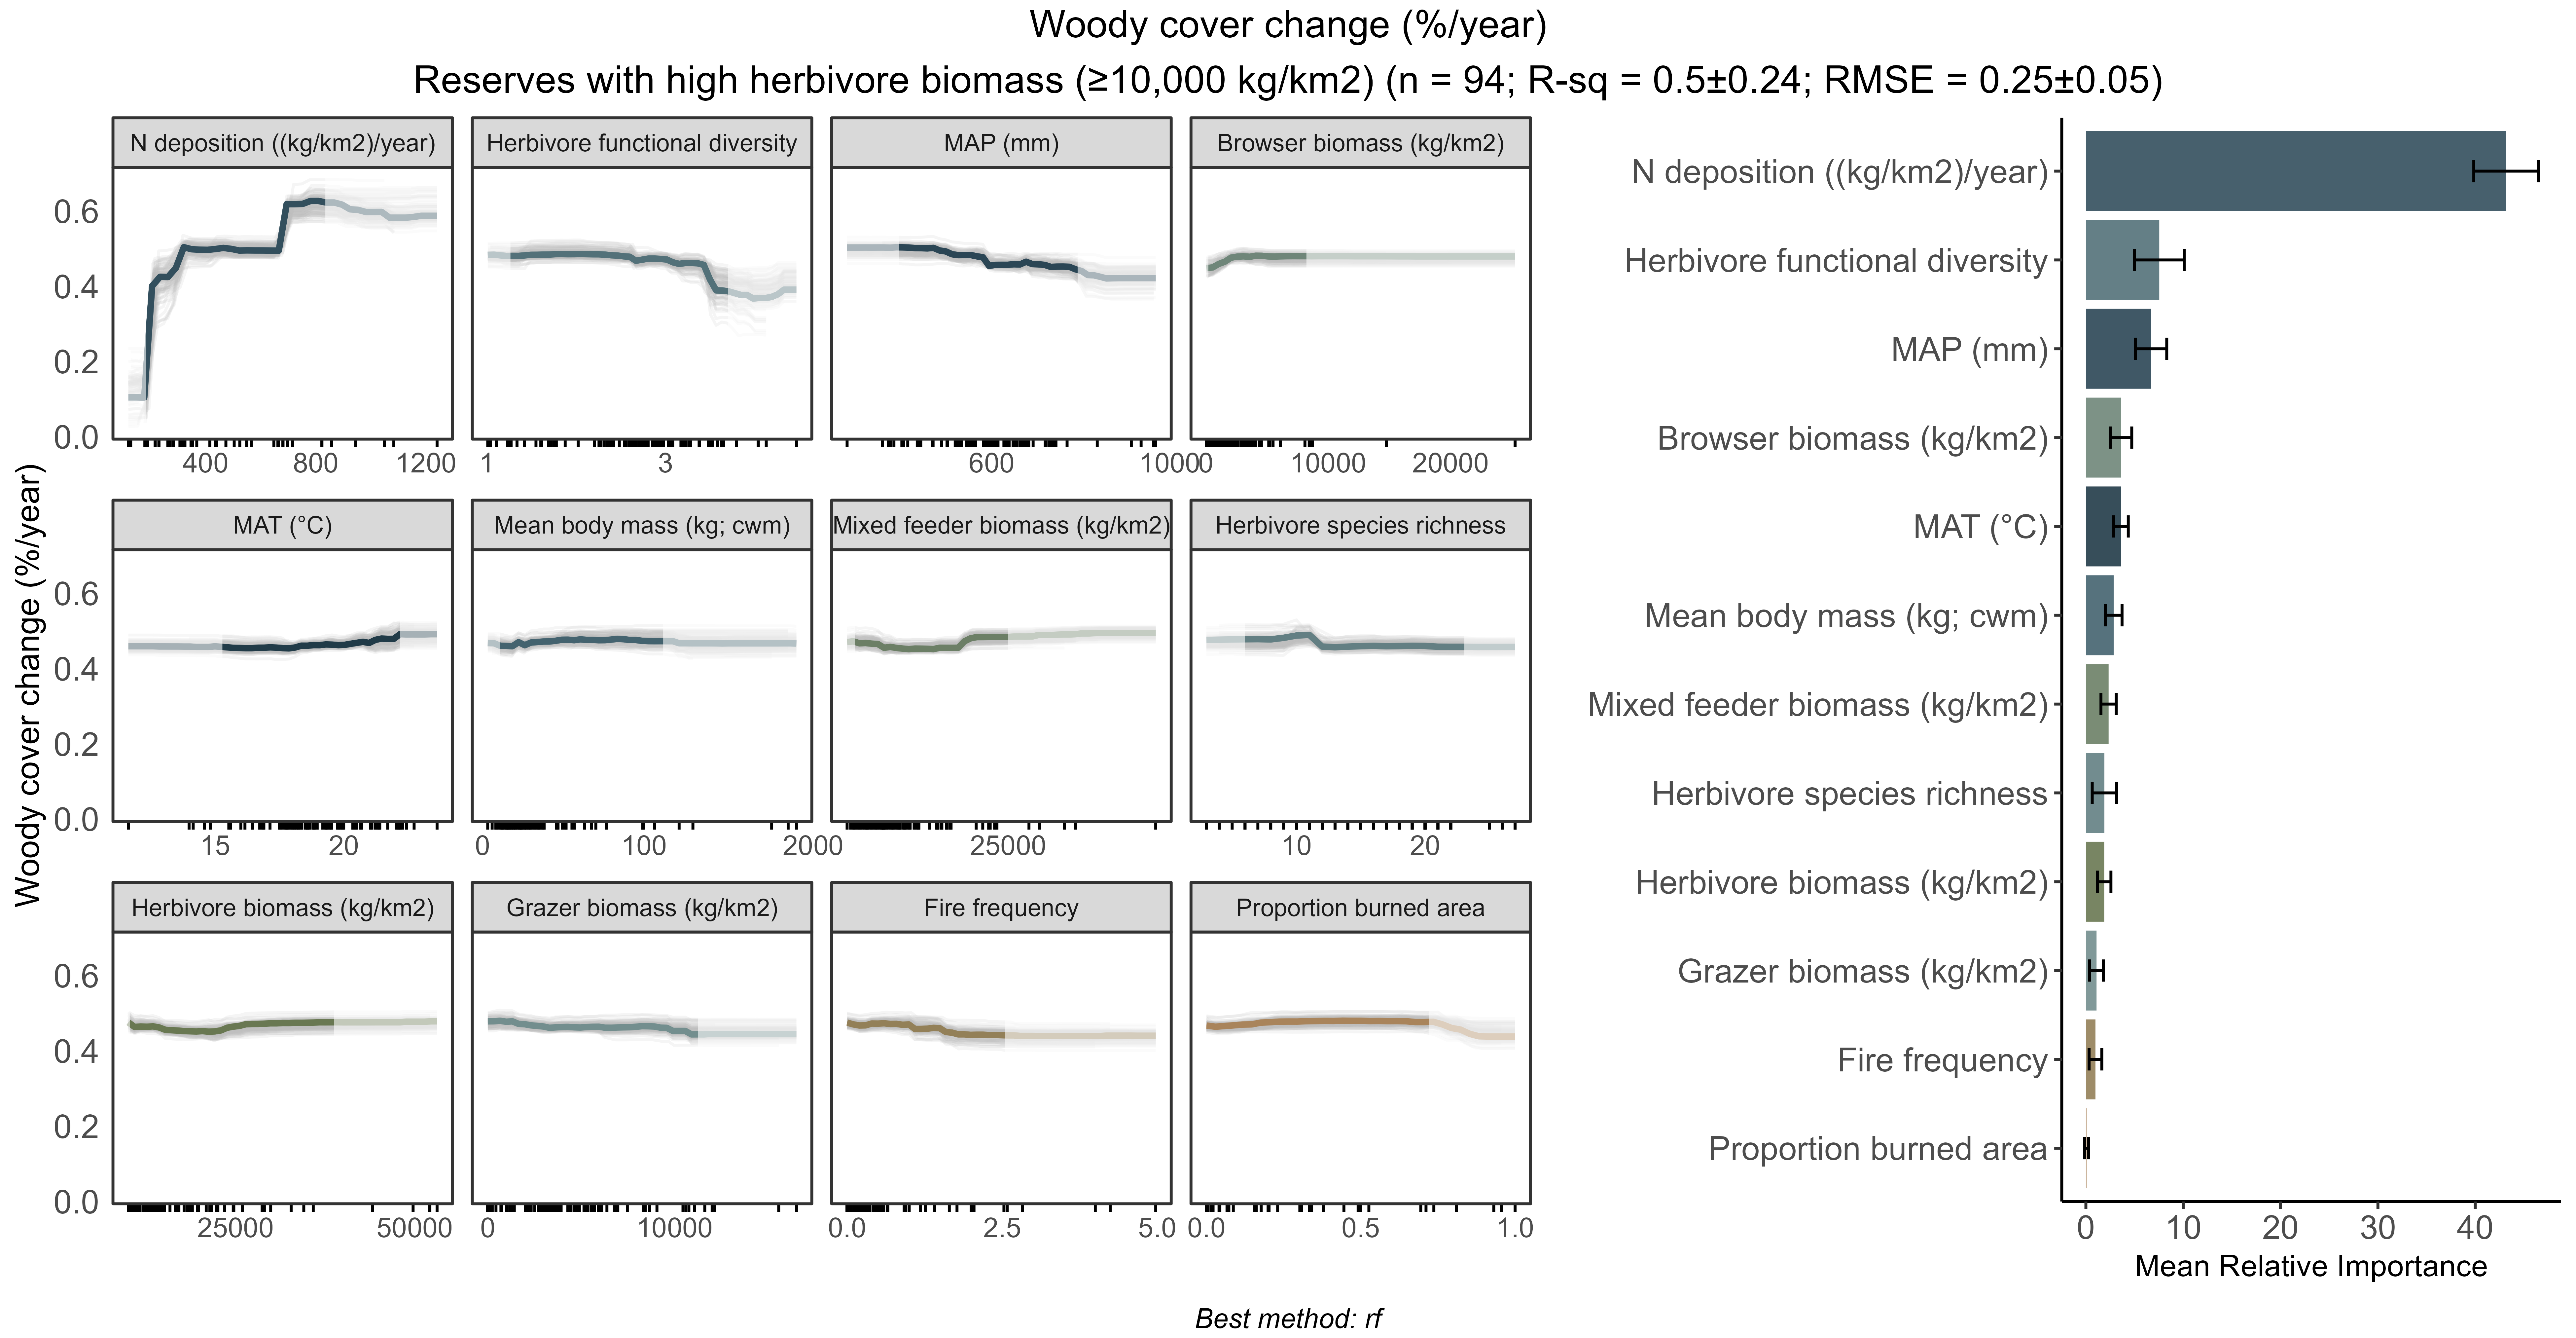 Woody cover change (%/year)
Reserves with high herbivore biomass (≥10,000 kg/km2) (n = 94; R-sq = 0.5±0.24; RMSE = 0.25±0.05)
Woody cover change (%/year)
N deposition ((kg/km2)/year)
Herbivore functional diversity
MAP (mm)
Browser biomass (kg/km2)
0.6
0.4
0.2
0.0
400 800 1200
1 3
600 1000
0 10000 20000
MAT (°C)
Mean body mass (kg; cwm)
Mixed feeder biomass (kg/km2)
Herbivore species richness
0.6
0.4
0.2
0.0
15 20
0 100 200
0 25000
10 20
Herbivore biomass (kg/km2)
Grazer biomass (kg/km2)
Fire frequency
Proportion burned area
0.6
0.4
0.2
0.0
25000 50000
0 10000
0.0 2.5 5.0
0.0 0.5 1.0
N deposition ((kg/km2)/year)
Herbivore functional diversity
MAP (mm)
Browser biomass (kg/km2)
MAT (°C)
Mean body mass (kg; cwm)
Mixed feeder biomass (kg/km2)
Herbivore species richness
Herbivore biomass (kg/km2)
Grazer biomass (kg/km2)
Fire frequency
Proportion burned area
0 10 20 30 40
Mean Relative Importance
Best method: rf